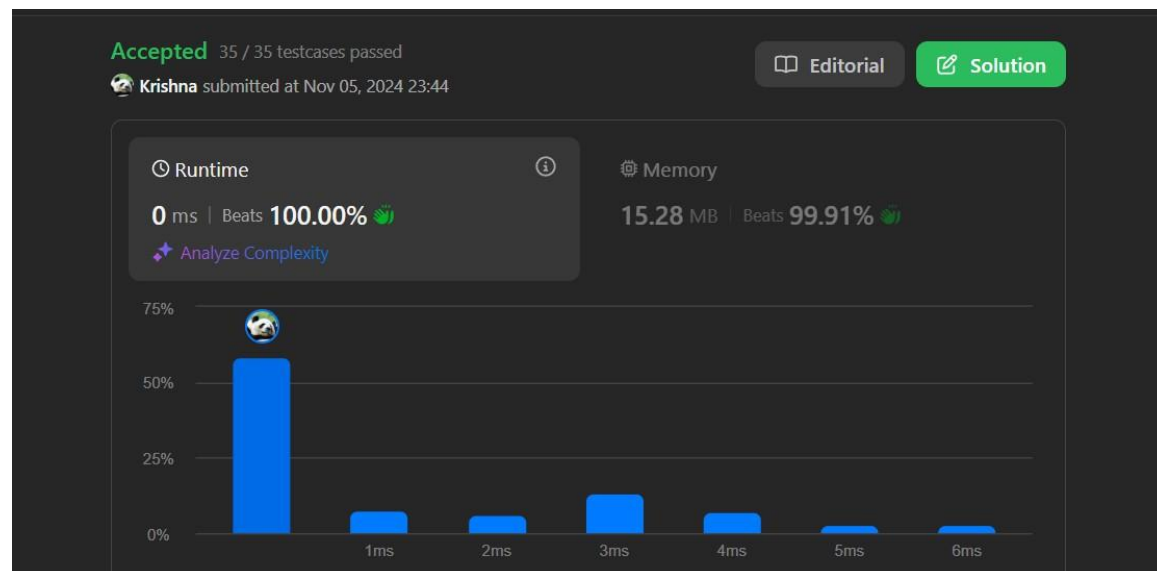 Accepted 35 / 35 testcases passed
Krishna submitted at Nov 05, 2024 23:44
Editorial
Solution
Runtime
0 ms | Beats 100.00%
Analyze Complexity
Memory
15.28 MB | Beats 99.91%
75%
50%
25%
0%
1ms 2ms 3ms 4ms 5ms 6ms